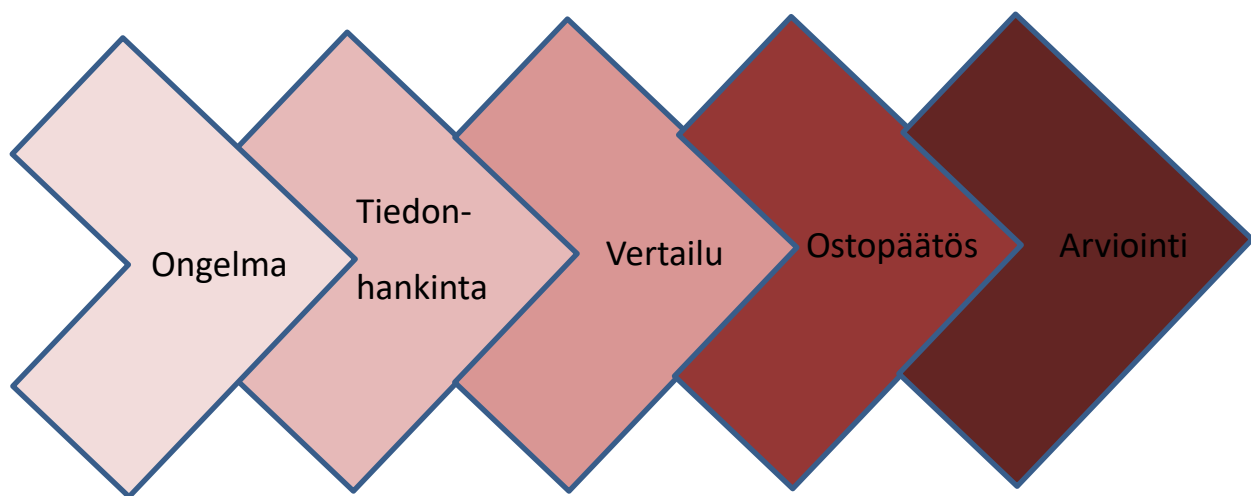 Ongelma
Tiedon-
hankinta
Vertailu
Ostopäätös
Arviointi